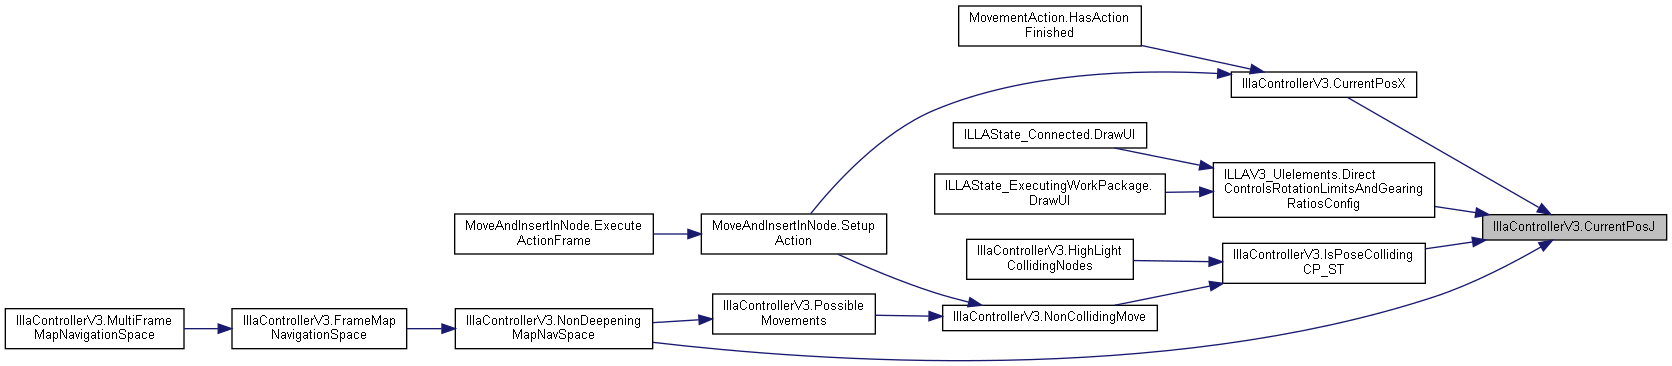 MovementAction.HasAction
Finished
IllaControllerV3.CurrentPosX
ILLAState_Connected.DrawUI
ILLAState_ExecutingWorkPackage.
DrawUI
ILLAV3_UIelements.Direct
ControlsRotationLimitsAndGearing
RatiosConfig
MoveAndInsertInNode.Execute
ActionFrame
MoveAndInsertInNode.Setup
Action
IllaControllerV3.CurrentPosJ
IllaControllerV3.HighLight
CollidingNodes
IllaControllerV3.IsPoseColliding
CP_ST
IllaControllerV3.MultiFrame
MapNavigationSpace
IllaControllerV3.FrameMap
NavigationSpace
IllaControllerV3.NonDeepening
MapNavSpace
IllaControllerV3.Possible
Movements
IllaControllerV3.NonCollidingMove